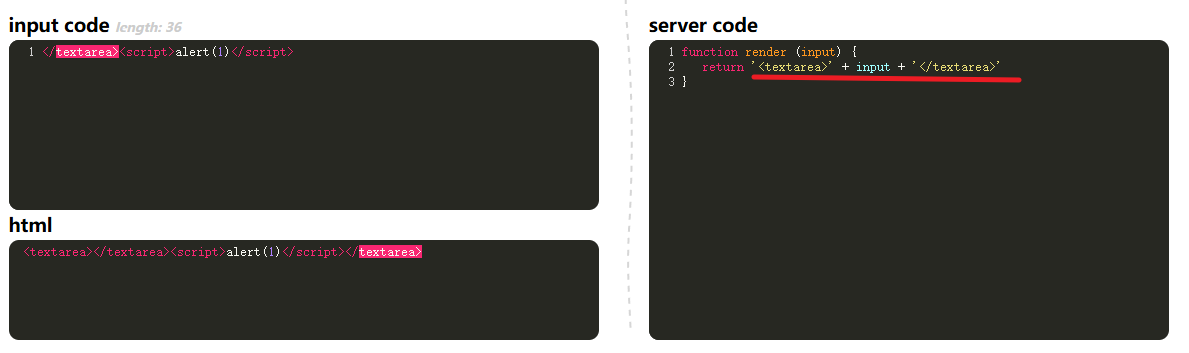 input code length: 36
1 </textarea><script>alert(1)</script>
html
<textarea></textarea><script>alert(1)</script></textarea>
server code
1 function render (input) {
2 return '<textarea>' + input + '</textarea>'
3 }